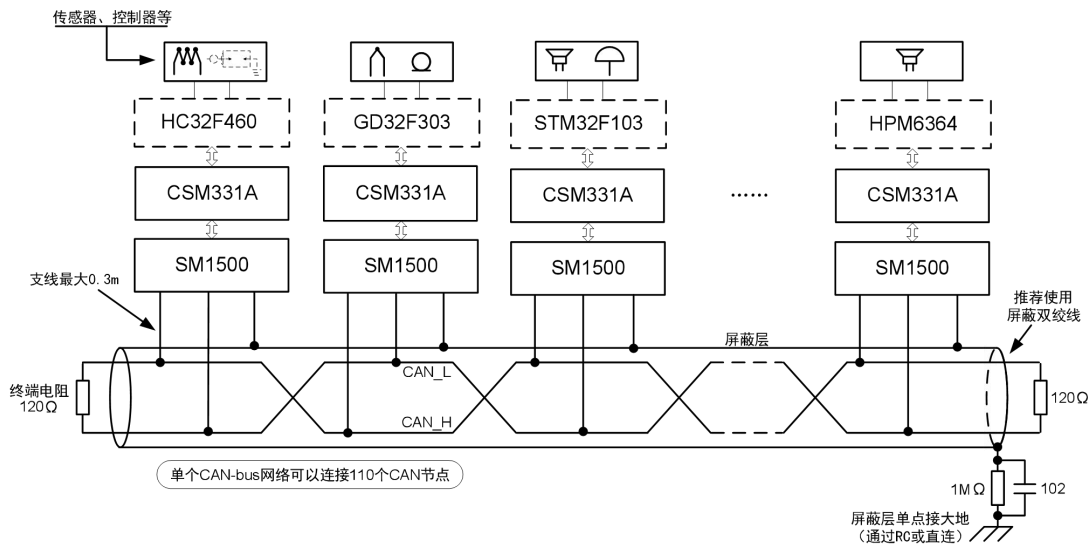 传感器、控制器等
HC32F460
GD32F303
STM32F103
HPM6364
CSM331A
CSM331A
CSM331A
……
CSM331A
SM1500
SM1500
SM1500
SM1500
支线最大0.3m
推荐使用
屏蔽双绞线
屏蔽层
CAN_L
终端电阻
120Ω
120Ω
CAN_H
单个CAN-bus网络可以连接110个CAN节点
1MΩ
102
屏蔽层单点接大地
（通过RC或直连）